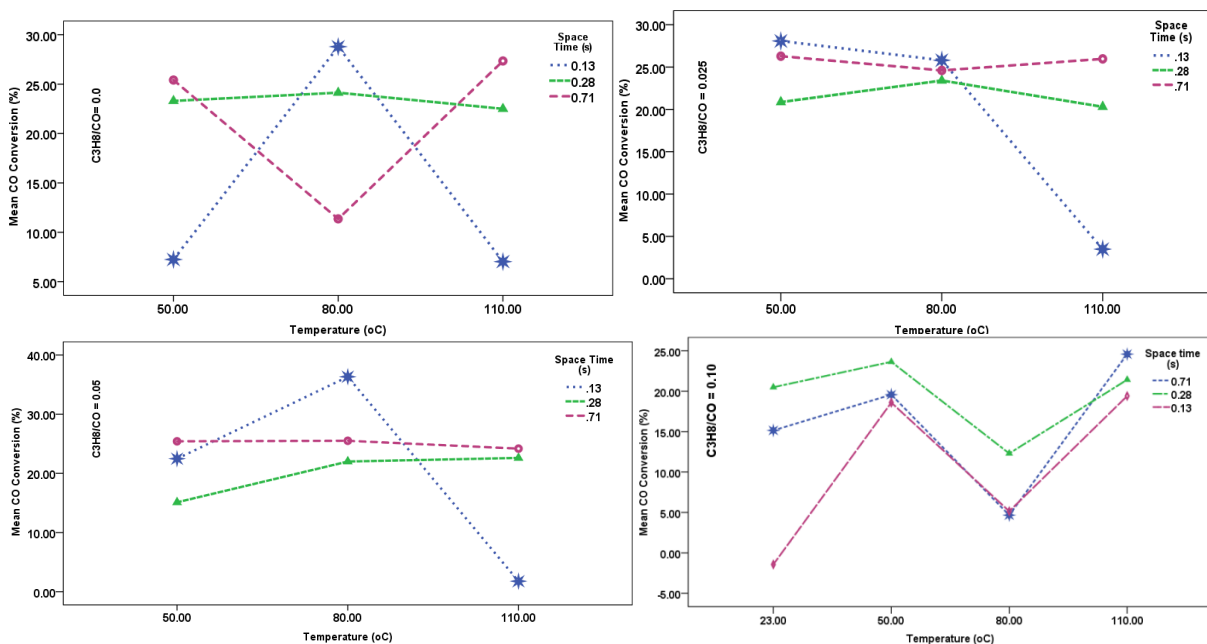 30.00
25.00
20.00
15.00
10.00
5.00
Mean CO Conversion (%)
C3H8/CO= 0.0
Space
Time (s)
0.13
0.28
0.71
50.00
80.00
110.00
Temperature (oC)
30.00
25.00
20.00
15.00
10.00
5.00
0.00
Mean CO Conversion (%)
C3H8/CO = 0.025
Space
Time (s)
.13
.28
.71
50.00
80.00
110.00
Temperature (oC)
40.00
30.00
20.00
10.00
0.00
Mean CO Conversion (%)
C3H8/CO = 0.05
Space Time
(s)
.13
.28
.71
50.00
80.00
110.00
Temperature (oC)
25.00
20.00
15.00
10.00
5.00
0.00
-5.00
Mean CO Conversion (%)
C3H8/CO = 0.10
Space time
(s)
0.71
0.28
0.13
23.00
50.00
80.00
110.00
Temperature (oC)